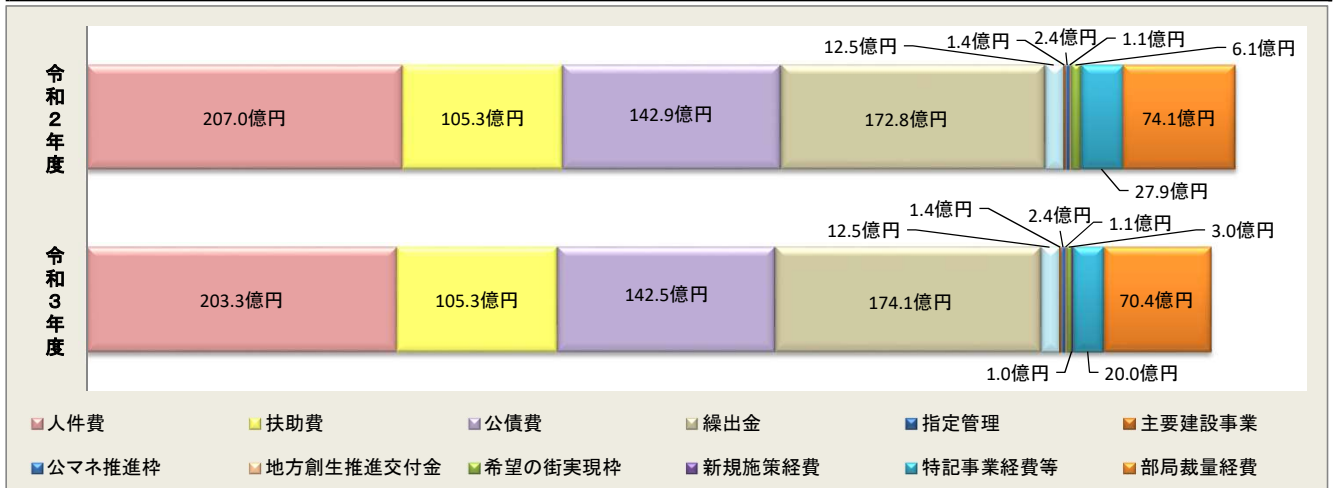 令和2年度
12.5億円
1.4億円
2.4億円
1.1億円
6.1億円
207.0億円
105.3億円
142.9億円
172.8億円
74.1億円
27.9億円
令和3年度
12.5億円
1.4億円
2.4億円
1.1億円
3.0億円
203.3億円
105.3億円
142.5億円
174.1億円
70.4億円
1.0億円
20.0億円
人件費 扶助費 公債費 繰出金 指定管理 主要建設事業
公マネ推進枠 地方創生推進交付金 希望の街実現枠 新規施策経費 特記事業経費等 部局裁量経費